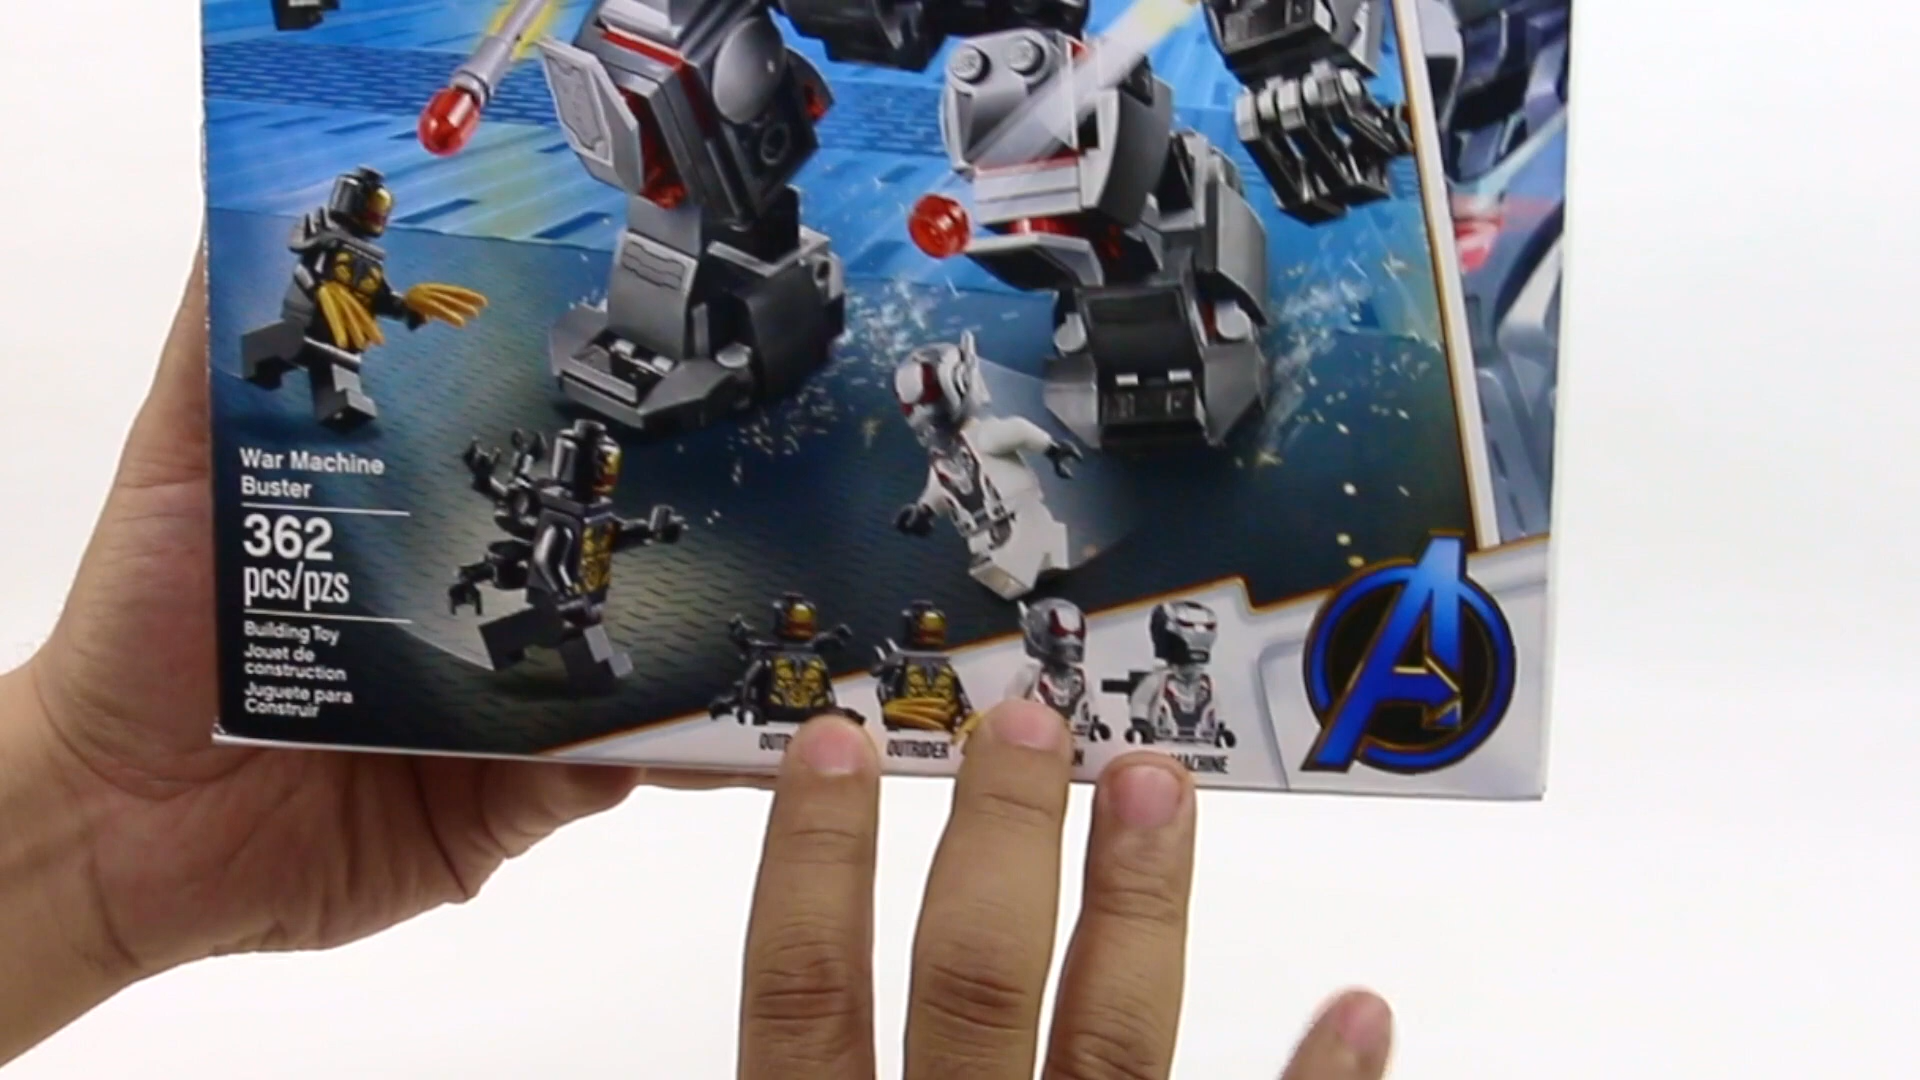 War Machine
Buster
362
pcs/pzs
Building Toy
Jouet de
construction
Juguete para
Construir
OUTRIDER